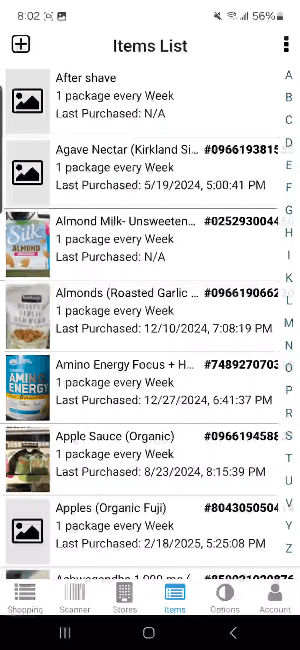 8:02 56%
Items List
After shave
1 package every Week
Last Purchased: N/A
Agave Nectar (Kirkland Si... #0966193815
1 package every Week
Last Purchased: 5/19/2024, 5:00:41 PM
Almond Milk- Unsweeten... #0252930044
1 package every Week
Last Purchased: N/A
Silk
ALMOND
Almonds (Roasted Garlic ... #0966190662
1 package every Week
Last Purchased: 12/10/2024, 7:08:19 PM
Amino Energy Focus + H... #7489270703
1 package every Week
Last Purchased: 12/27/2024, 6:41:37 PM
AMINO
ENERGY
Apple Sauce (Organic) #0966194588
1 package every Week
Last Purchased: 8/23/2024, 8:15:39 PM
Apples (Organic Fuji) #8043050504
1 package every Week
Last Purchased: 2/18/2025, 5:25:08 PM
A
B
C
D
E
F
G
H
I
K
L
M
N
O
P
R
S
T
U
V
Y
Z
Shopping
Scanner
Stores
Items
Options
Account